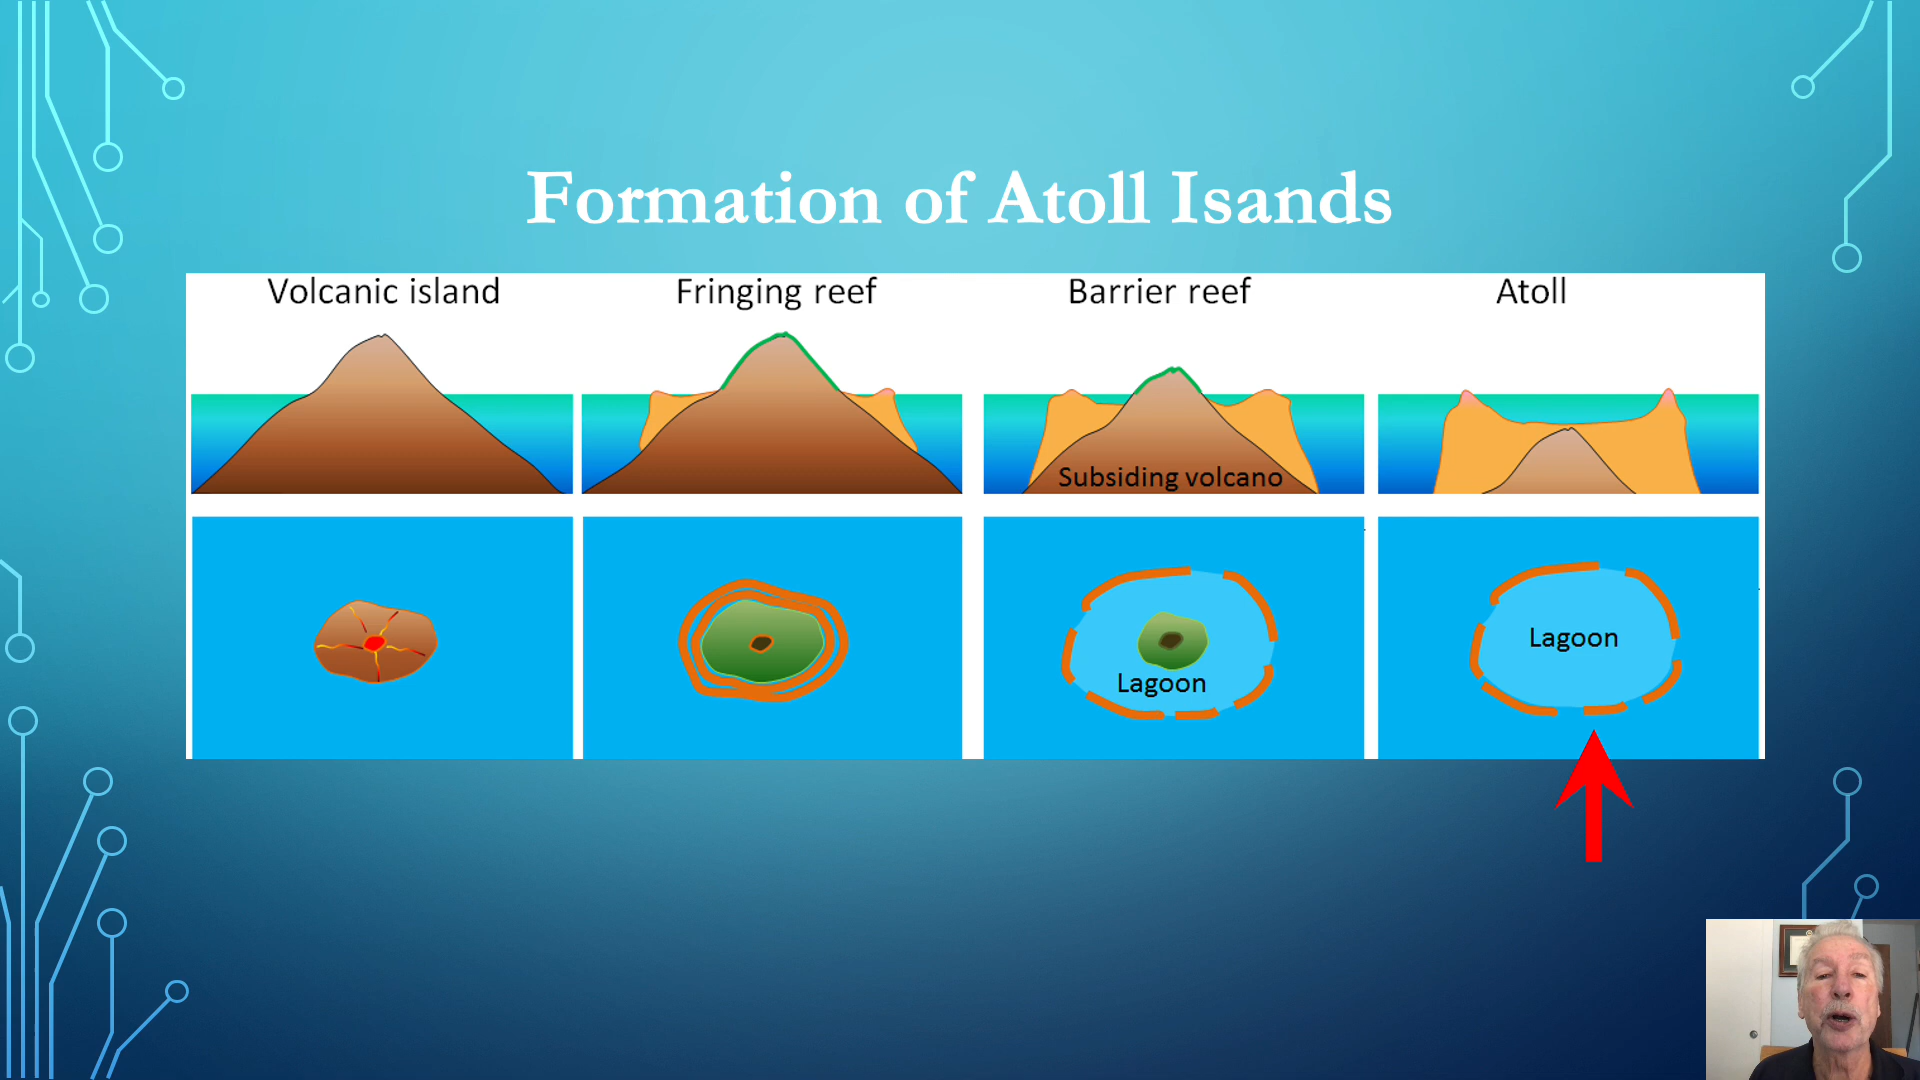 Formation of Atoll Isands
Volcanic island
Fringing reef
Barrier reef
Atoll
Subsiding volcano
Lagoon
Lagoon